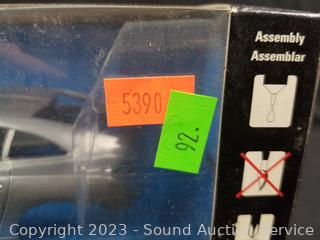 Assembly
Assemblar
5390
92.
Copyright 2023 - Sound Auction Service